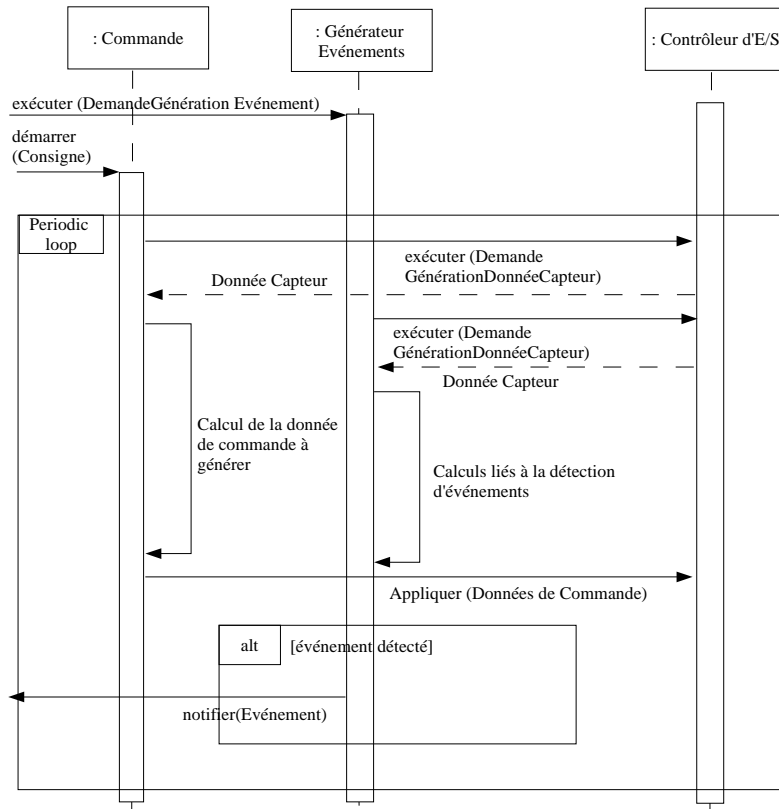 : Commande
: Générateur
Evénements
: Contrôleur d'E/S
exécuter (DemandeGénération Evénement)
démarrer
(Consigne)
Periodic
loop
exécuter (Demande
GénérationDonnéeCapteur)
Donnée Capteur
exécuter (Demande
GénérationDonnéeCapteur)
Donnée Capteur
Calcul de la donnée
de commande à
générer
Calculs liés à la détection
d'événements
Appliquer (Données de Commande)
alt
[événement détecté]
notifier(Evénement)